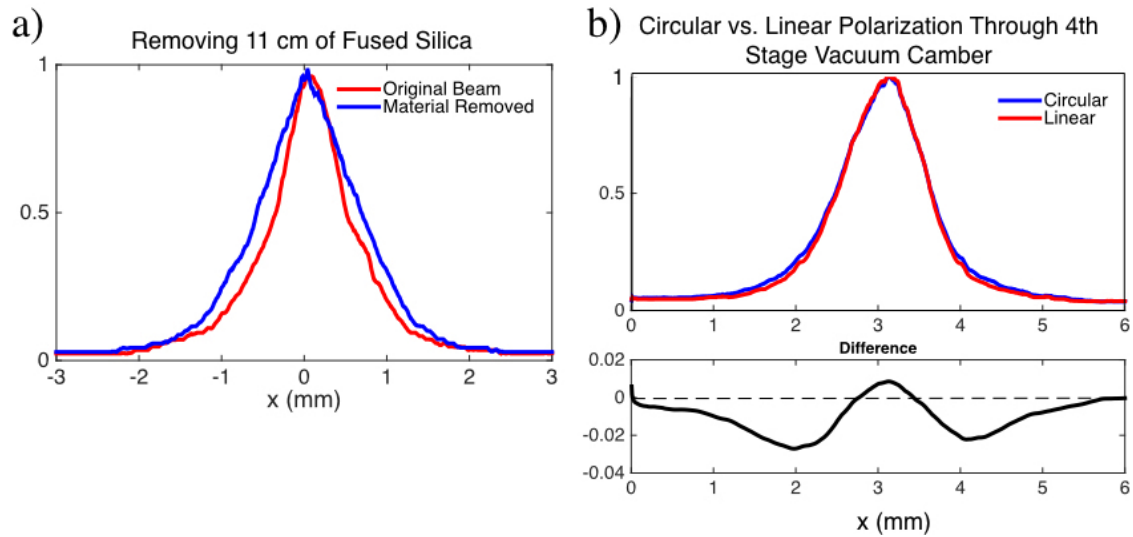 a)
Removing 11 cm of Fused Silica
1
0.5
0
Original Beam
Material Removed
-3 -2 -1 0 1 2 3
x (mm)
b)
Circular vs. Linear Polarization Through 4th
Stage Vacuum Camber
1
0.5
0
Circular
Linear
0 1 2 3 4 5 6
Difference
0.02
0
-0.02
-0.04
0 1 2 3 4 5 6
x (mm)